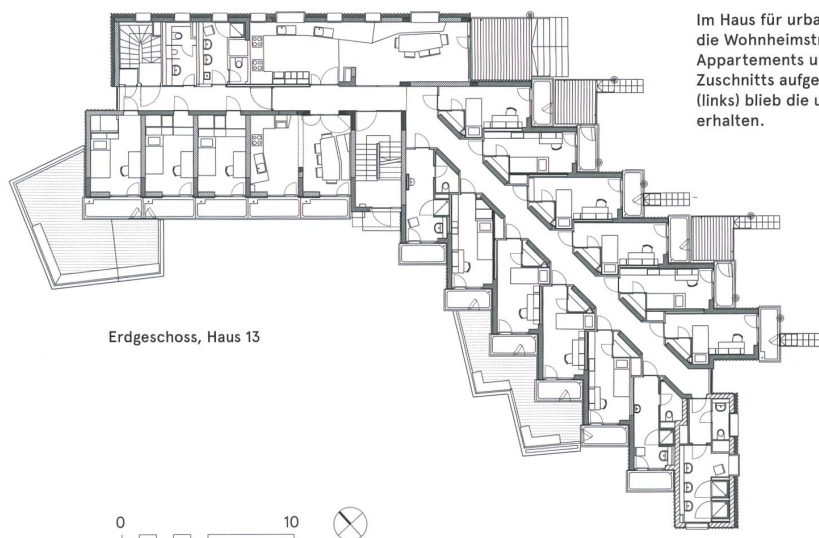 Im Haus für urba
die Wohnheimstr
Appartements u
Zuschnitts aufge
(links) blieb die u
erhalten.
Erdgeschoss, Haus 13
0 10